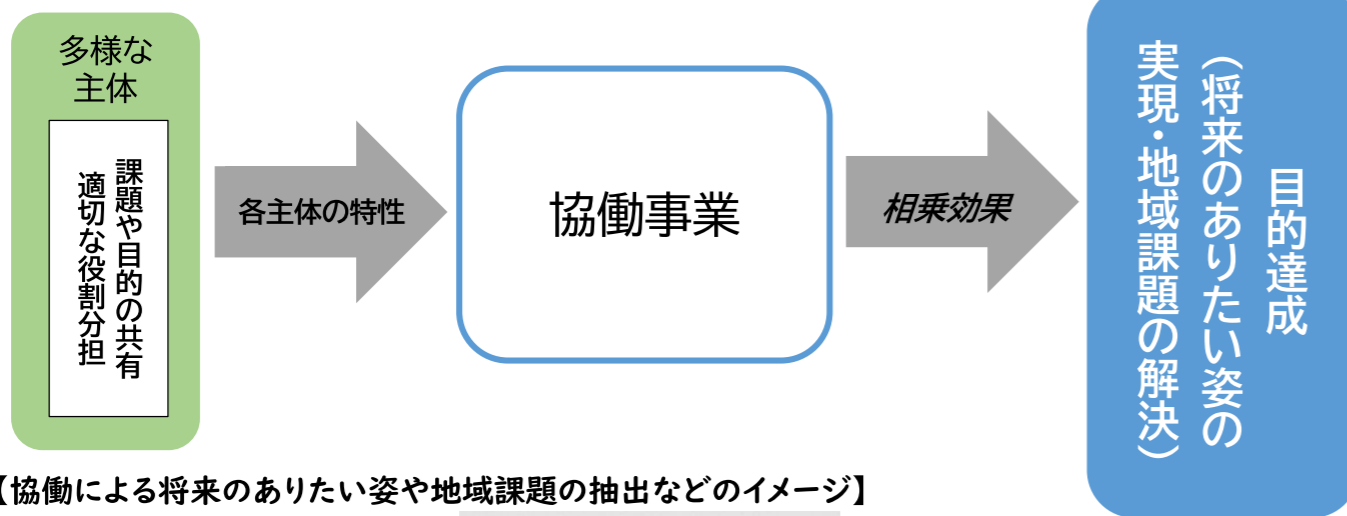 多様な
主体
課題や目的の共有
適切な役割分担
各主体の特性
協働事業
相乗効果
目的達成
（将来のありたい姿の
実現・地域課題の解決）
【協働による将来のありたい姿や地域課題の抽出などのイメージ】